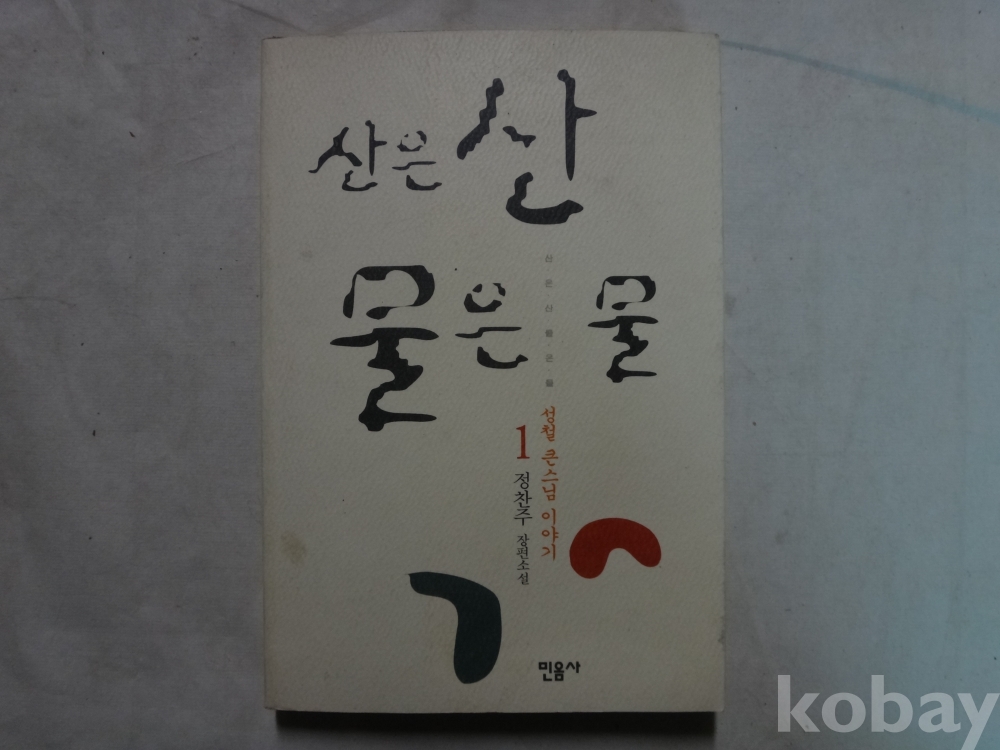 산은 산
물은 물
산은산 물은물
성철 큰스님 이야기
1
정찬주 장편소설
민음사
kobay